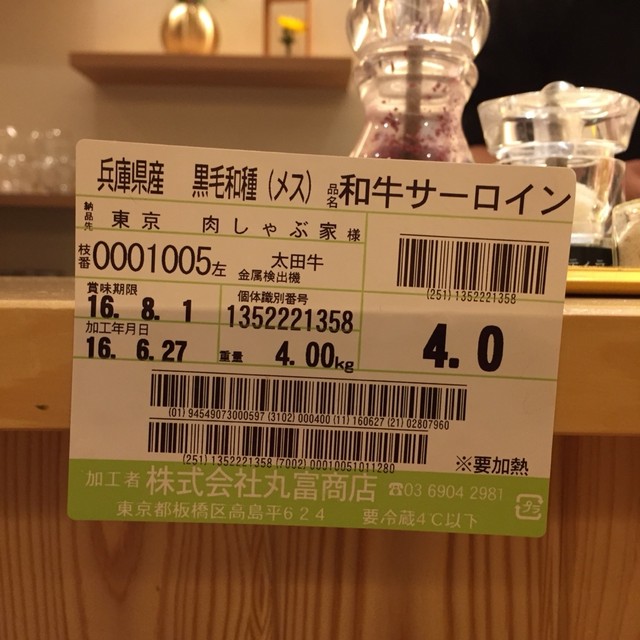 兵庫県産 黒毛和種（メス） 品名 和牛サーロイン
納品先 東京 肉しゃぶ家 様
枝番 0001005左 太田牛
金属検出機
(251) 1352221358
賞味期限 個体識別番号
16. 8. 1 1352221358
加工年月日
16. 6.27 重量 4.00kg 4.0
(01) 94549073000597 (3102) 000400 (11) 160627 (21) 02807960
(251) 1352221358 (7002) 00010051011280
※要加熱
加工者 株式会社丸富商店 ☎03 6904 2981
東京都板橋区高島平６２４ 要冷蔵4℃以下
プラ